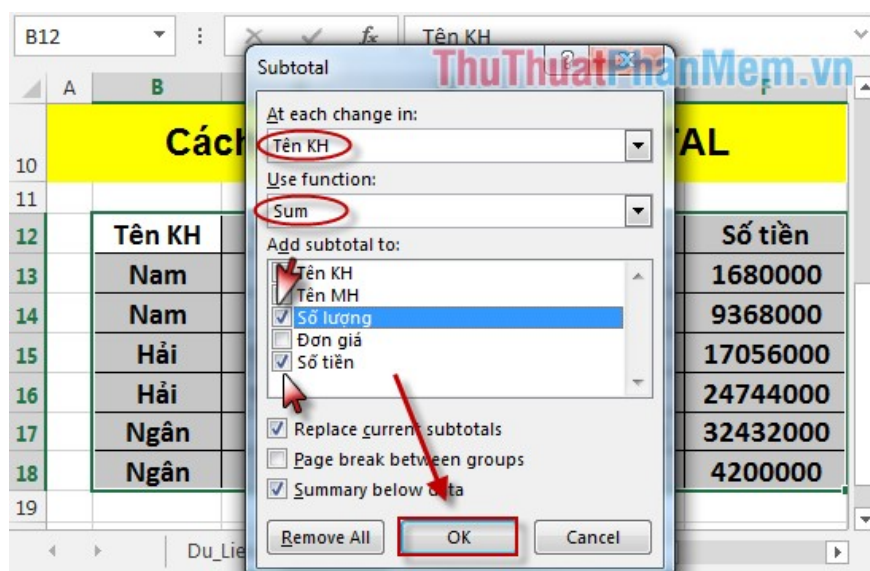 B12 fx Tên KH
ThuThuatPhanMem.vn
Subtotal
A B F
At each change in:
Tên KH
10 Các AL
Use function:
11
Sum
12 Tên KH Số tiền
Add subtotal to:
Tên KH
13 Nam 1680000
Tên MH
14 Nam 9368000
Số lượng
Đơn giá
15 Hải 17056000
Số tiền
16 Hải 24744000
Replace current subtotals
17 Ngân 32432000
Page break between groups
18 Ngân 4200000
Summary below data
19
Remove All OK Cancel
Du_Lie